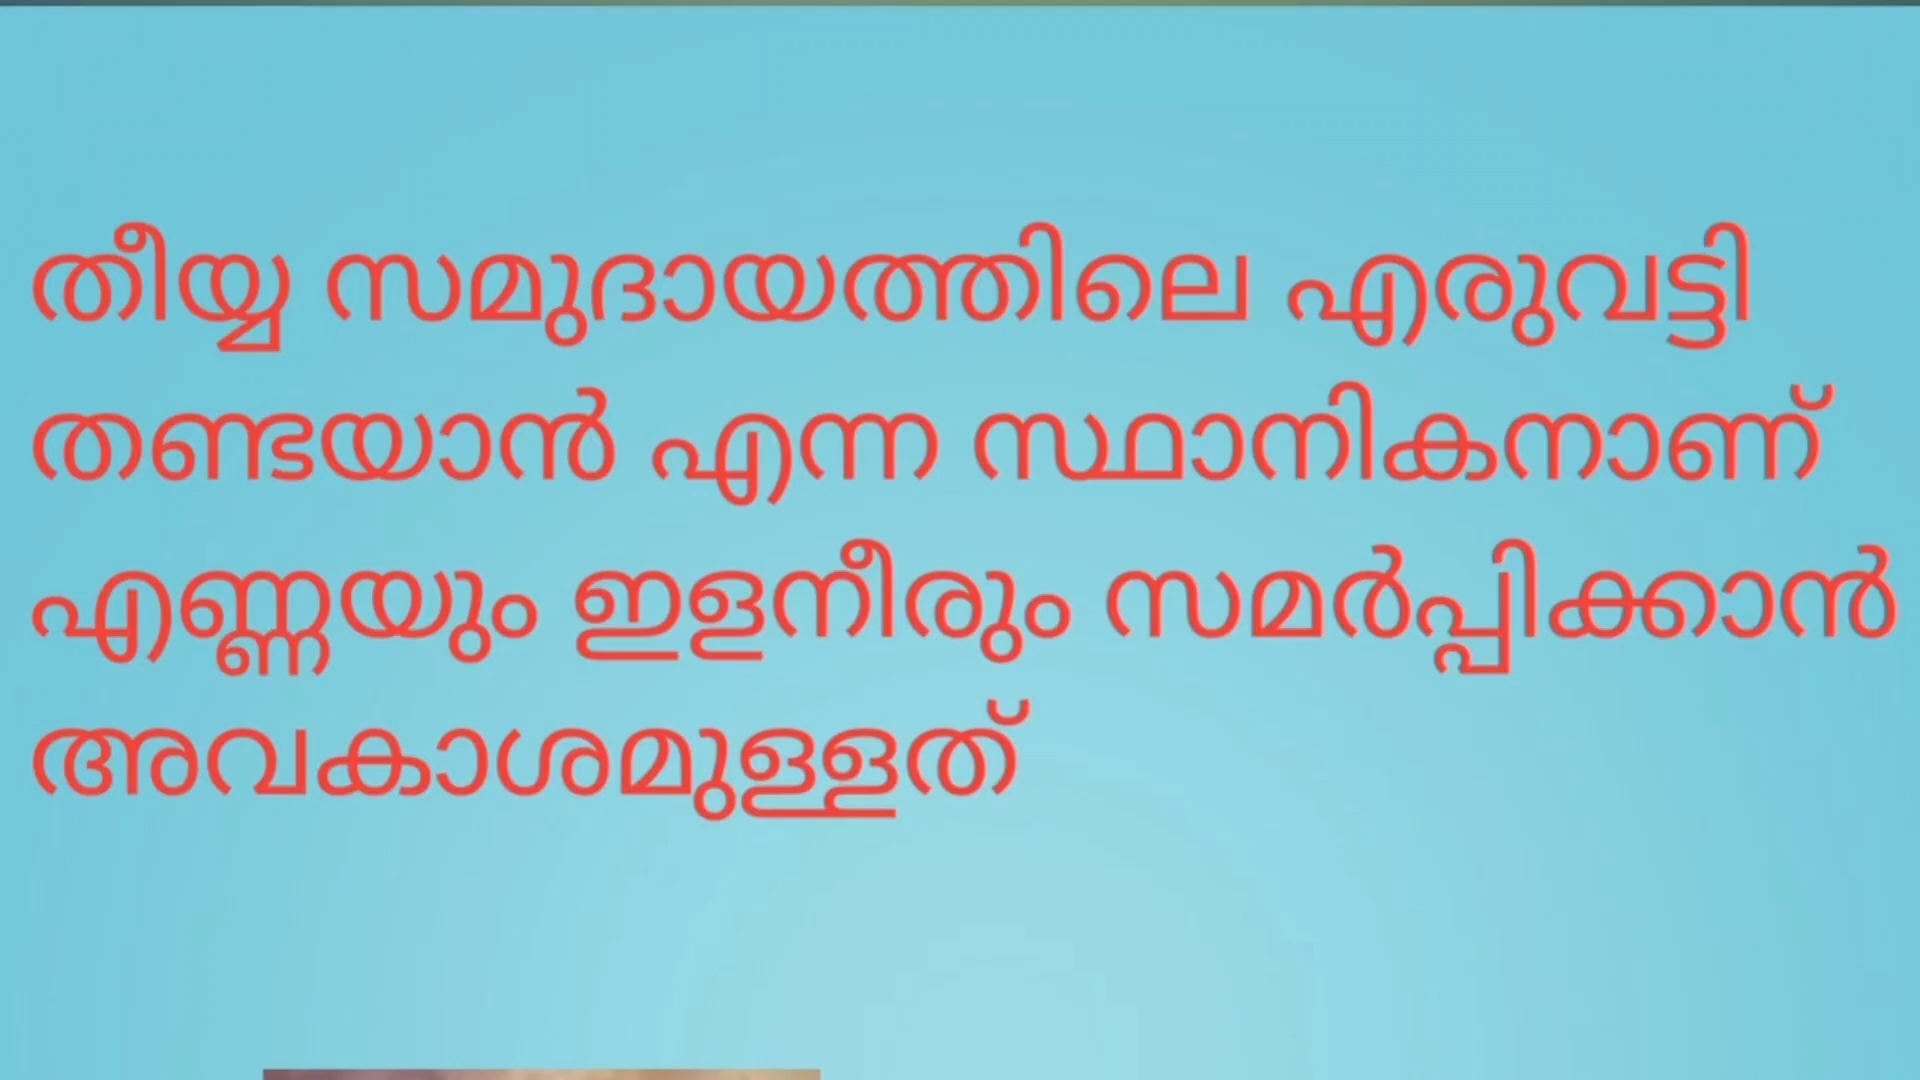 തീയ്യ സമുദായത്തിലെ എരുവട്ടി
തണ്ടയാൻ എന്ന സ്ഥാനികനാണ്
എണ്ണയും ഇളനീരും സമർപ്പിക്കാൻ
അവകാശമുള്ളത്